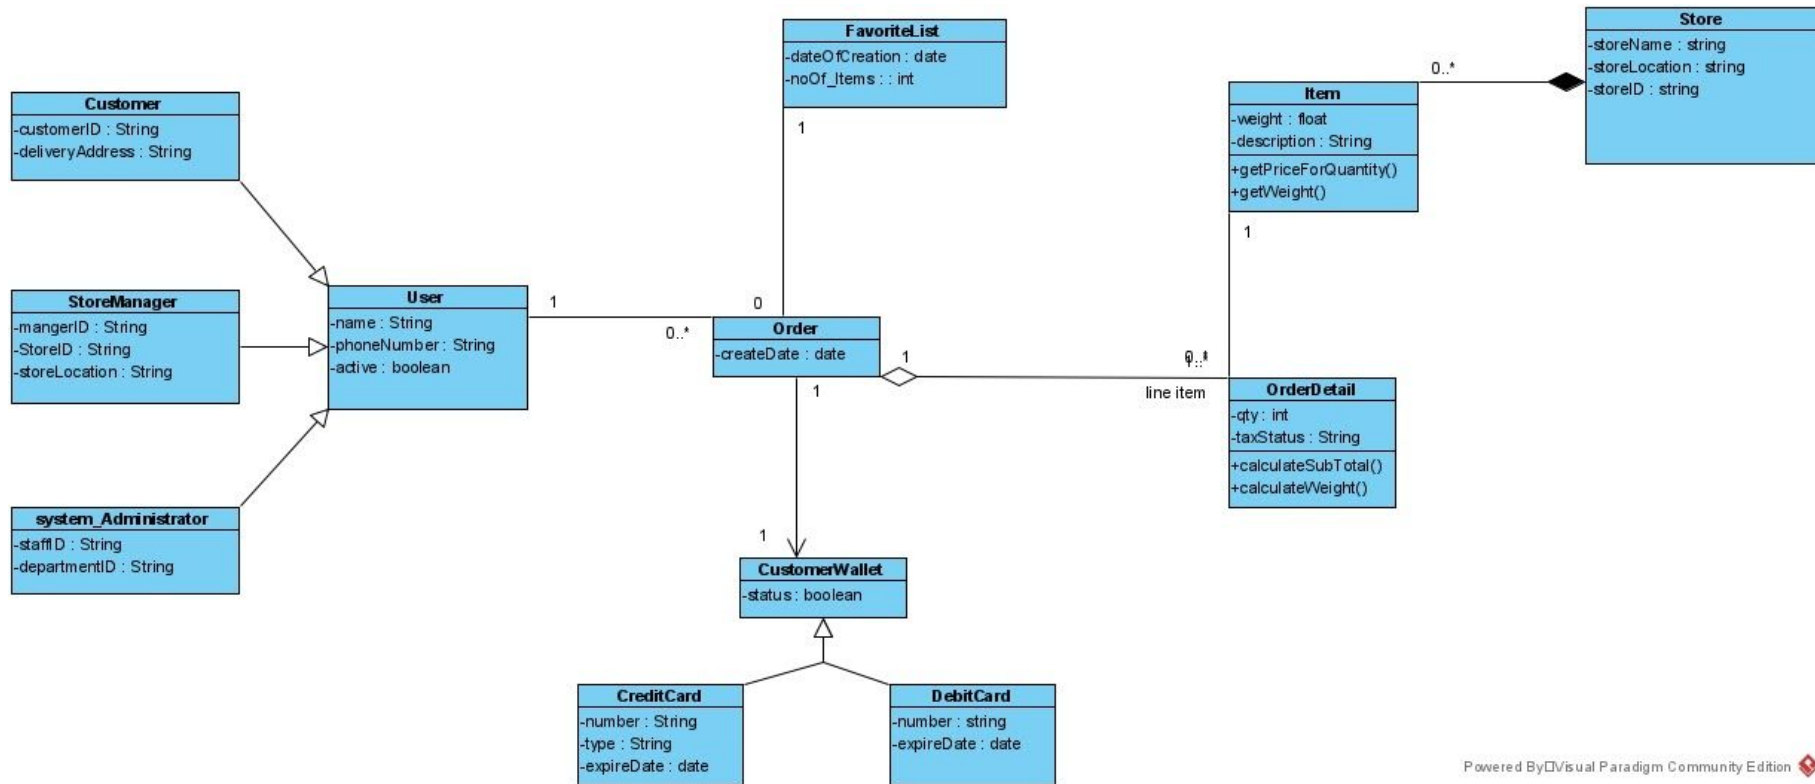 FavoriteList
-dateOfCreation : date
-noOf_Items : : int
1
Store
-storeName : string
-storeLocation : string
-storeID : string
0..*
Item
-weight : float
-description : String
+getPriceForQuantity()
+getWeight()
1
Customer
-customerID : String
-deliveryAddress : String
StoreManager
-mangerID : String
-StoreID : String
-storeLocation : String
system_Administrator
-staffID : String
-departmentID : String
User
-name : String
-phoneNumber : String
-active : boolean
1
0
0..*
Order
-createDate : date
1
1
line item
OrderDetail
-qty : int
-taxStatus : String
+calculateSubTotal()
+calculateWeight()
1
CustomerWallet
-status : boolean
CreditCard
-number : String
-type : String
-expireDate : date
DebitCard
-number : string
-expireDate : date
Powered By Visual Paradigm Community Edition